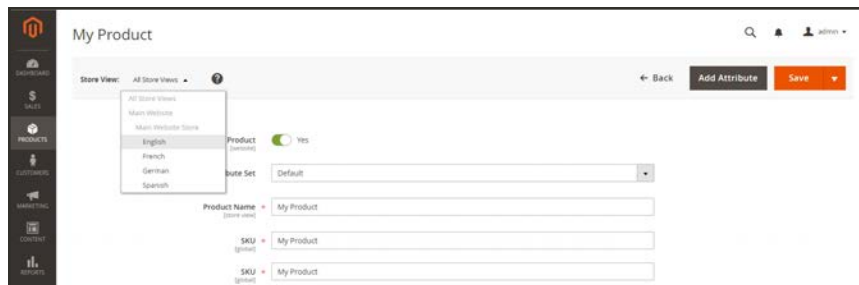 My Product
admin
DASHBOARD
SALES
PRODUCTS
CUSTOMERS
MARKETING
CONTENT
REPORTS
Store View: All Store Views ?
← Back
Add Attribute
Save
All Store Views
Main Website
Main Website Store
English
French
German
Spanish
Product
[website]
Yes
bute Set
Default
Product Name *
[store view]
My Product
SKU *
[global]
My Product
SKU *
[global]
My Product